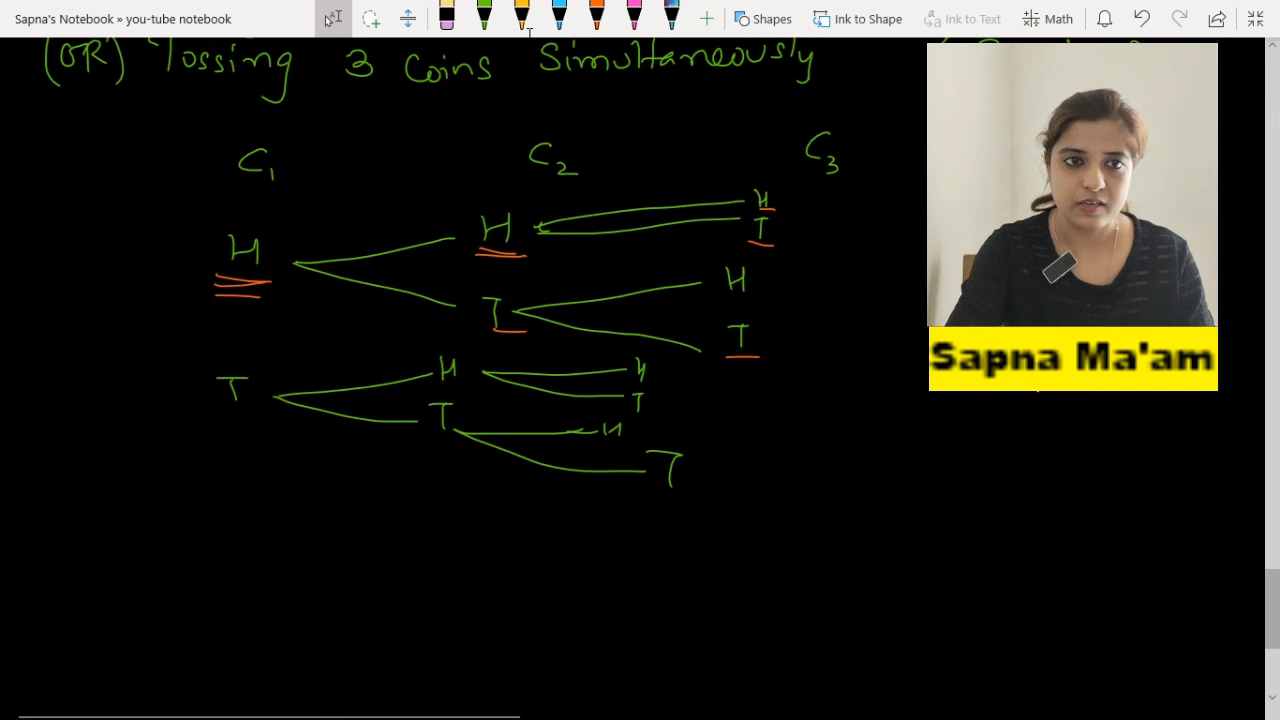 Sapna's Notebook » you-tube notebook
Shapes Ink to Shape Ink to Text Math
(OR) Tossing 3 Coins Simultaneously
C1 C2 C3
H
T
H
H
H
T
T
T
H
H
T
T
H
T
Sapna Ma'am